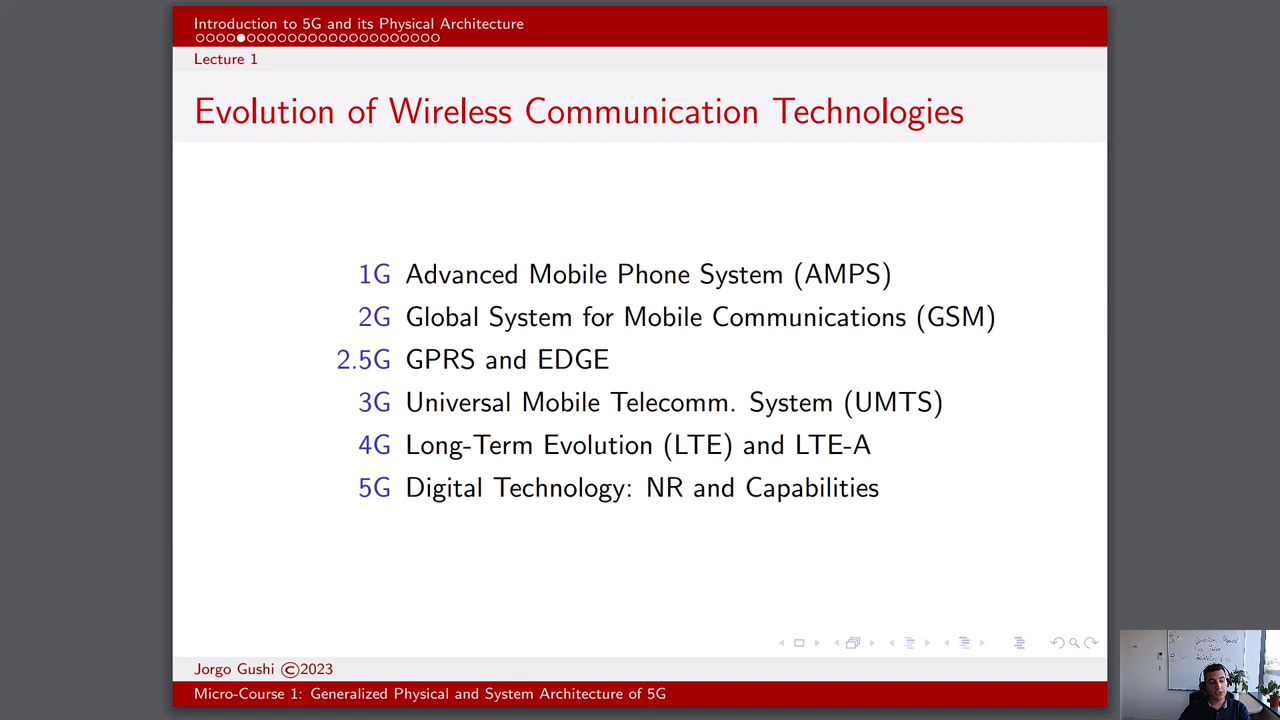 Introduction to 5G and its Physical Architecture
Lecture 1
Evolution of Wireless Communication Technologies
1G Advanced Mobile Phone System (AMPS)
2G Global System for Mobile Communications (GSM)
2.5G GPRS and EDGE
3G Universal Mobile Telecomm. System (UMTS)
4G Long-Term Evolution (LTE) and LTE-A
5G Digital Technology: NR and Capabilities
Jorgo Gushi ©2023
Micro-Course 1: Generalized Physical and System Architecture of 5G